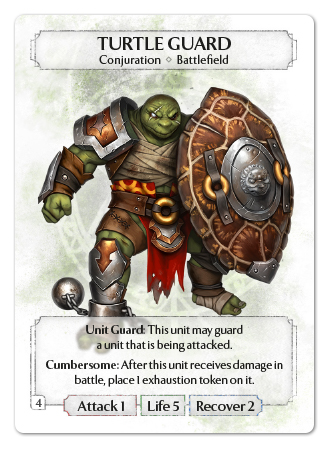 TURTLE GUARD
Conjuration ◇ Battlefield
Unit Guard: This unit may guard
a unit that is being attacked.
Cumbersome: After this unit receives damage in
battle, place 1 exhaustion token on it.
4 Attack 1 Life 5 Recover 2